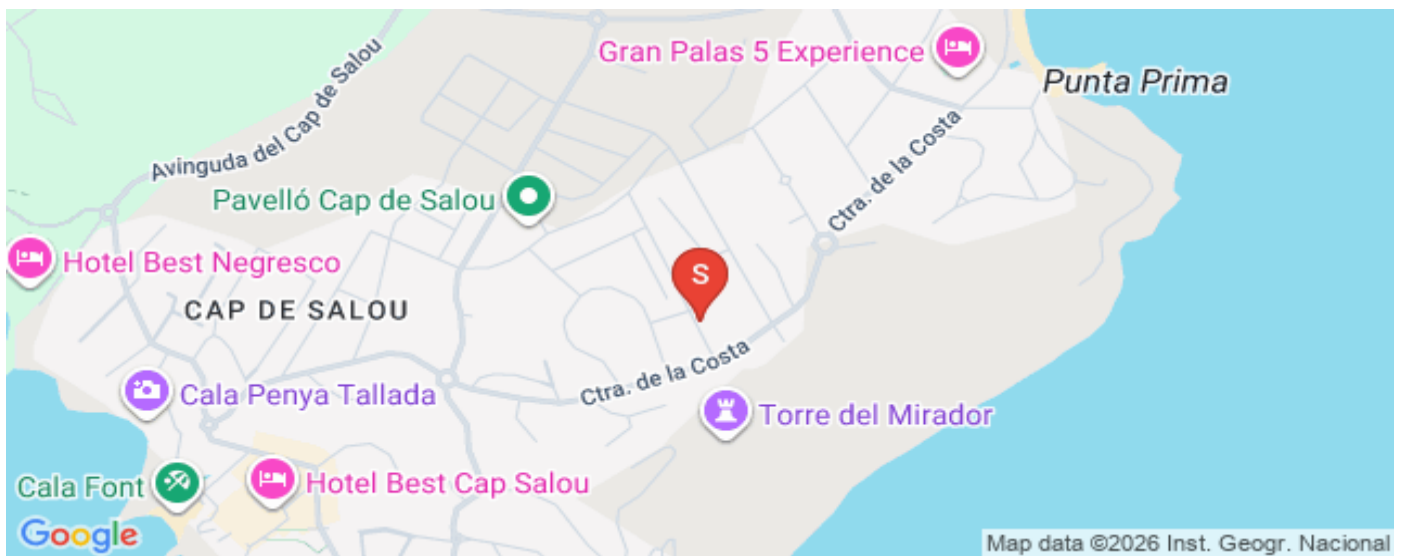 Gran Palas 5 Experience
Punta Prima
Avinguda del Cap de Salou
Ctra. de la Costa
Pavelló Cap de Salou
Hotel Best Negresco
S
CAP DE SALOU
Ctra. de la Costa
Cala Penya Tallada
Torre del Mirador
Cala Font
Hotel Best Cap Salou
Google
Map data ©2026 Inst. Geogr. Nacional